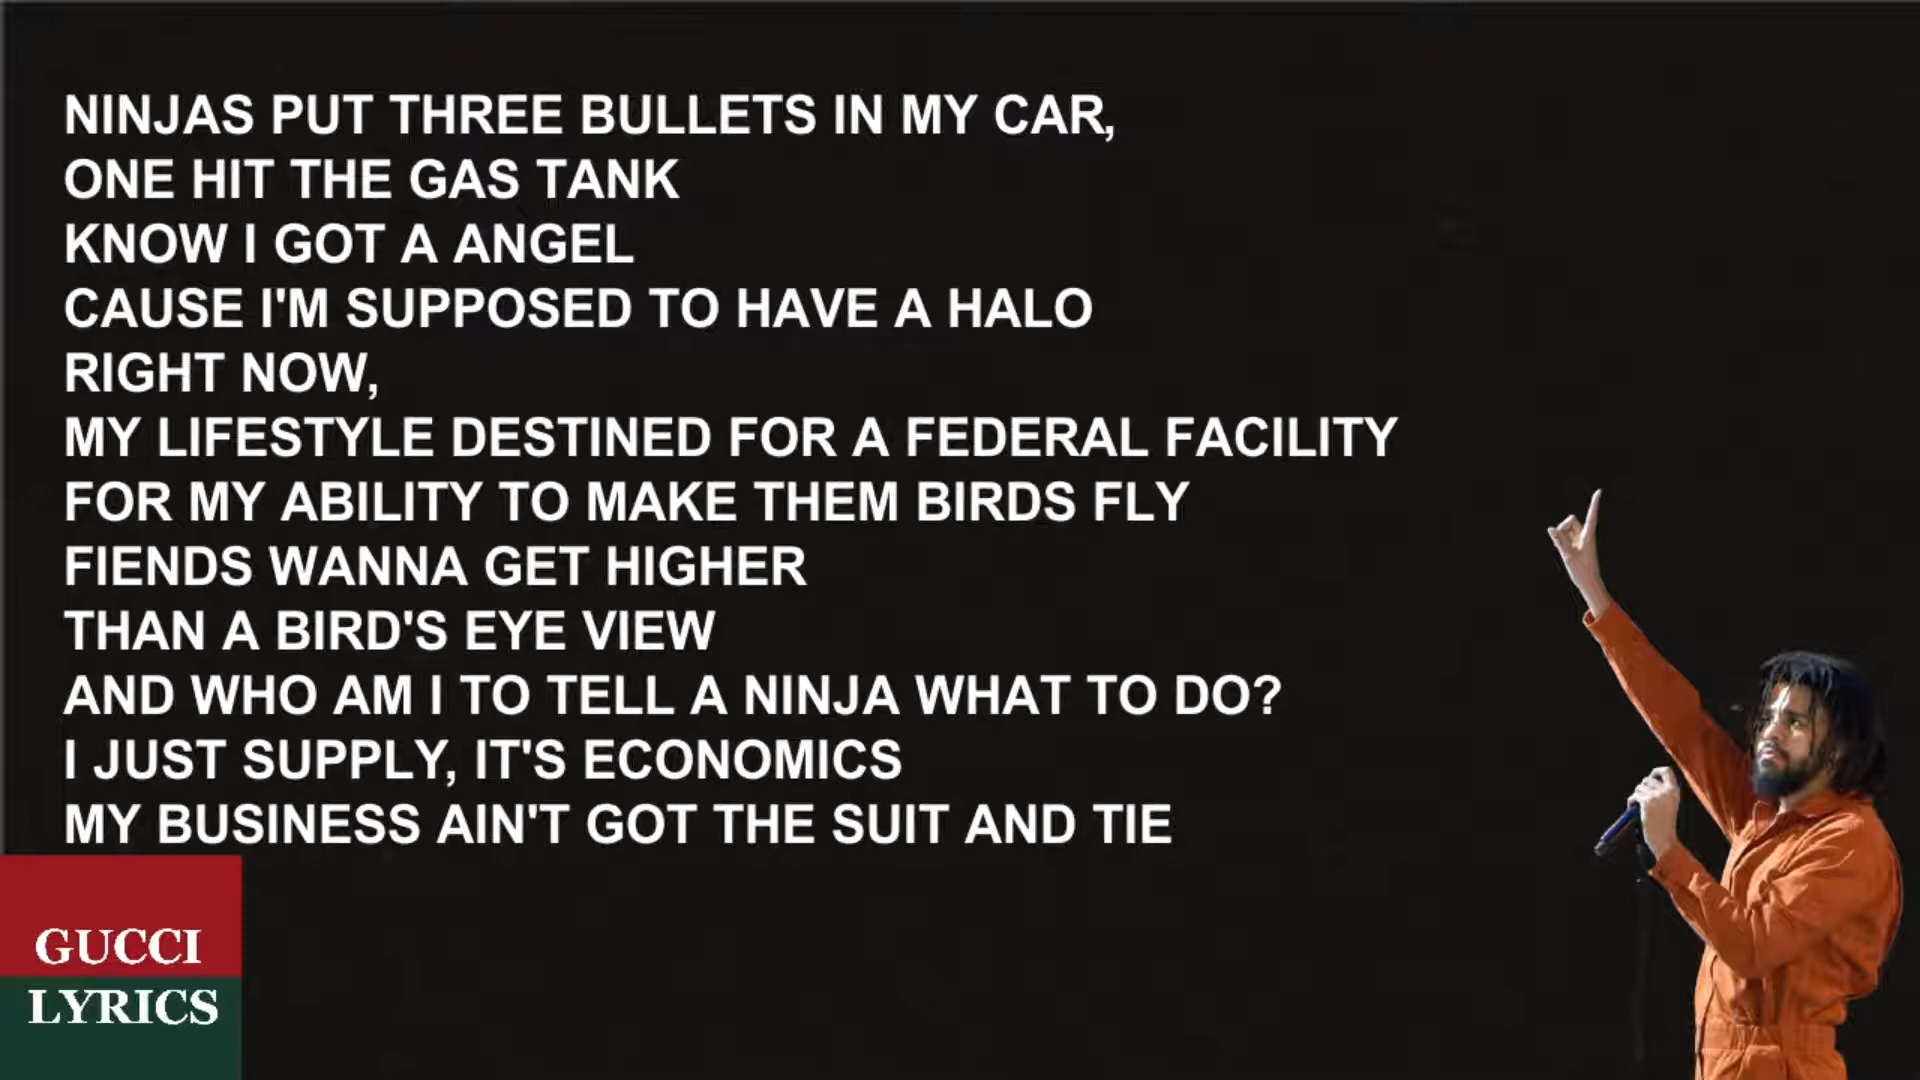 NINJAS PUT THREE BULLETS IN MY CAR,
ONE HIT THE GAS TANK
KNOW I GOT A ANGEL
CAUSE I'M SUPPOSED TO HAVE A HALO
RIGHT NOW,
MY LIFESTYLE DESTINED FOR A FEDERAL FACILITY
FOR MY ABILITY TO MAKE THEM BIRDS FLY
FIENDS WANNA GET HIGHER
THAN A BIRD'S EYE VIEW
AND WHO AM I TO TELL A NINJA WHAT TO DO?
I JUST SUPPLY, IT'S ECONOMICS
MY BUSINESS AIN'T GOT THE SUIT AND TIE
GUCCI
LYRICS